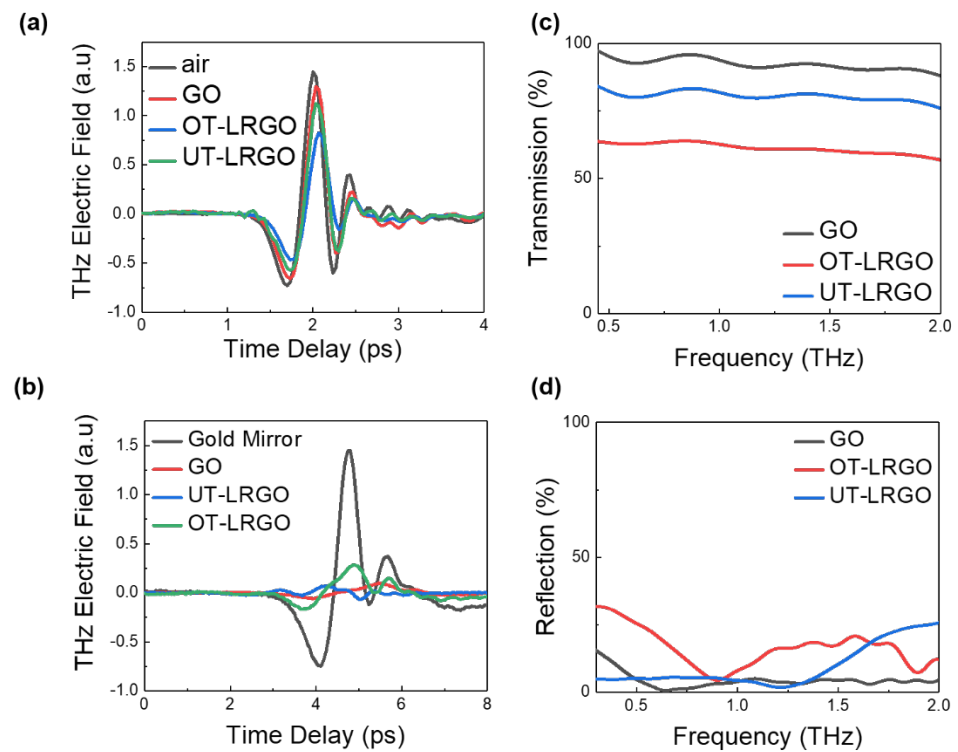 (a)
THz Electric Field (a.u)
1.5
1.0
0.5
0.0
-0.5
-1.0
air
GO
OT-LRGO
UT-LRGO
0 1 2 3 4
Time Delay (ps)
(c)
Transmission (%)
100
50
0
GO
OT-LRGO
UT-LRGO
0.5 1.0 1.5 2.0
Frequency (THz)
(b)
THz Electric Field (a.u)
1.5
1.0
0.5
0.0
-0.5
-1.0
Gold Mirror
GO
UT-LRGO
OT-LRGO
0 2 4 6 8
Time Delay (ps)
(d)
Reflection (%)
100
50
0
GO
OT-LRGO
UT-LRGO
0.5 1.0 1.5 2.0
Frequency (THz)